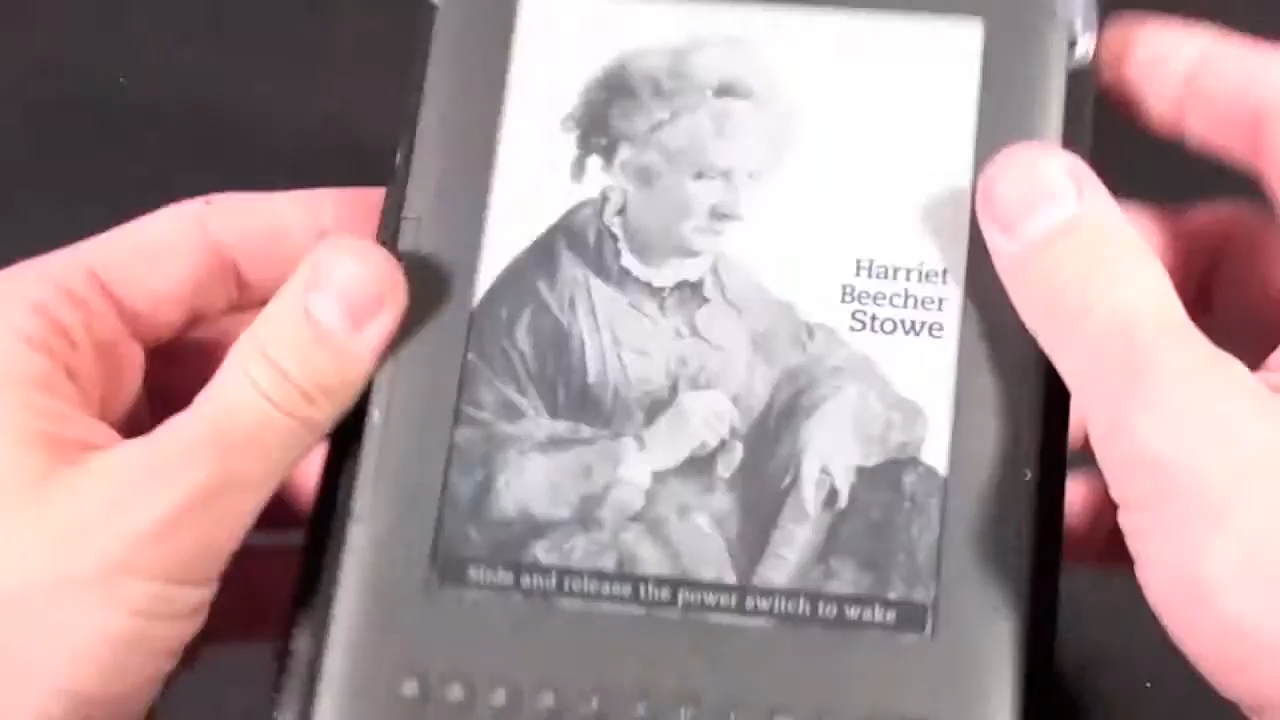 Harriet
Beecher
Stowe
Slide and release the power switch to wake